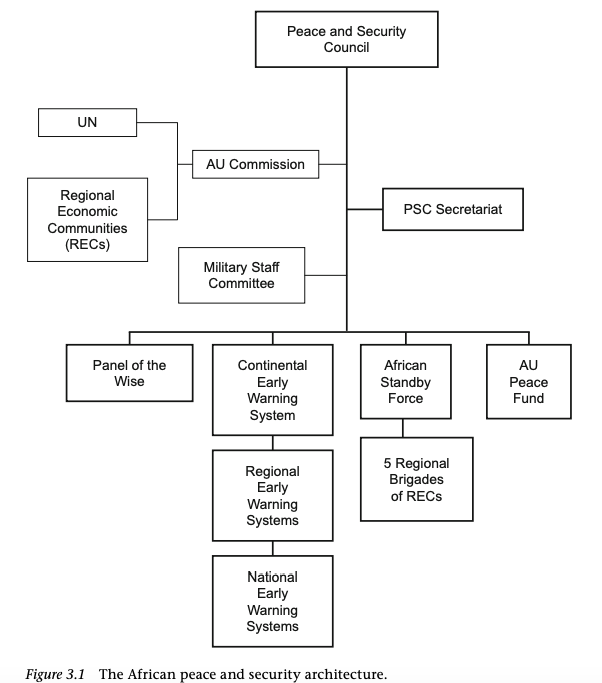 Peace and Security
Council
UN
AU Commission
Regional
Economic
Communities
(RECs)
PSC Secretariat
Military Staff
Committee
Panel of the
Wise
Continental
Early
Warning
System
African
Standby
Force
AU
Peace
Fund
Regional
Early
Warning
Systems
5 Regional
Brigades
of RECs
National
Early
Warning
Systems
Figure 3.1 The African peace and security architecture.